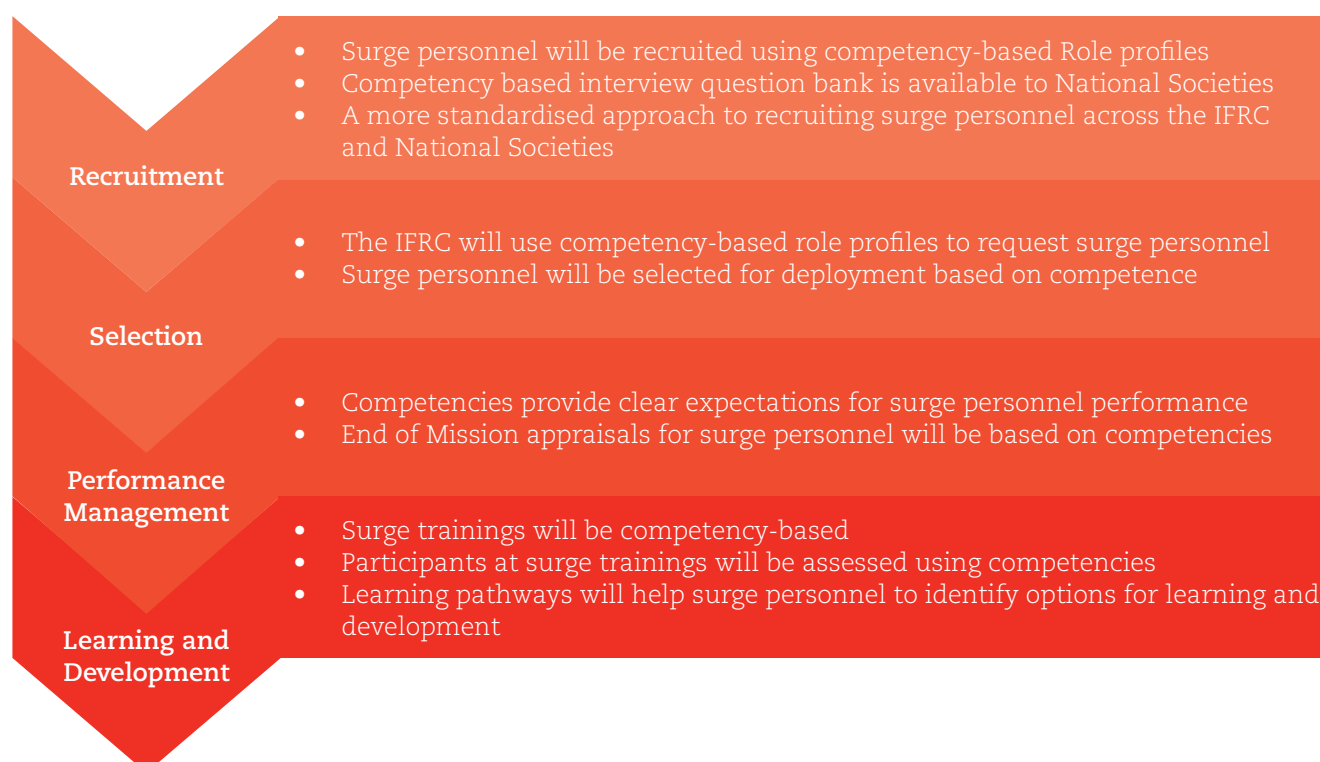 • Surge personnel will be recruited using competency-based Role profiles
• Competency based interview question bank is available to National Societies
• A more standardised approach to recruiting surge personnel across the IFRC
and National Societies
Recruitment
• The IFRC will use competency-based role profiles to request surge personnel
• Surge personnel will be selected for deployment based on competence
Selection
• Competencies provide clear expectations for surge personnel performance
• End of Mission appraisals for surge personnel will be based on competencies
Performance
Management
• Surge trainings will be competency-based
• Participants at surge trainings will be assessed using competencies
• Learning pathways will help surge personnel to identify options for learning and
development
Learning and
Development